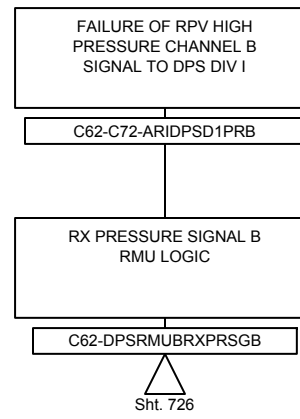 FAILURE OF RPV HIGH
PRESSURE CHANNEL B
SIGNAL TO DPS DIV I
C62-C72-ARIDPSD1PRB
RX PRESSURE SIGNAL B
RMU LOGIC
C62-DPSRMUBRXPRSGB
Sht. 726